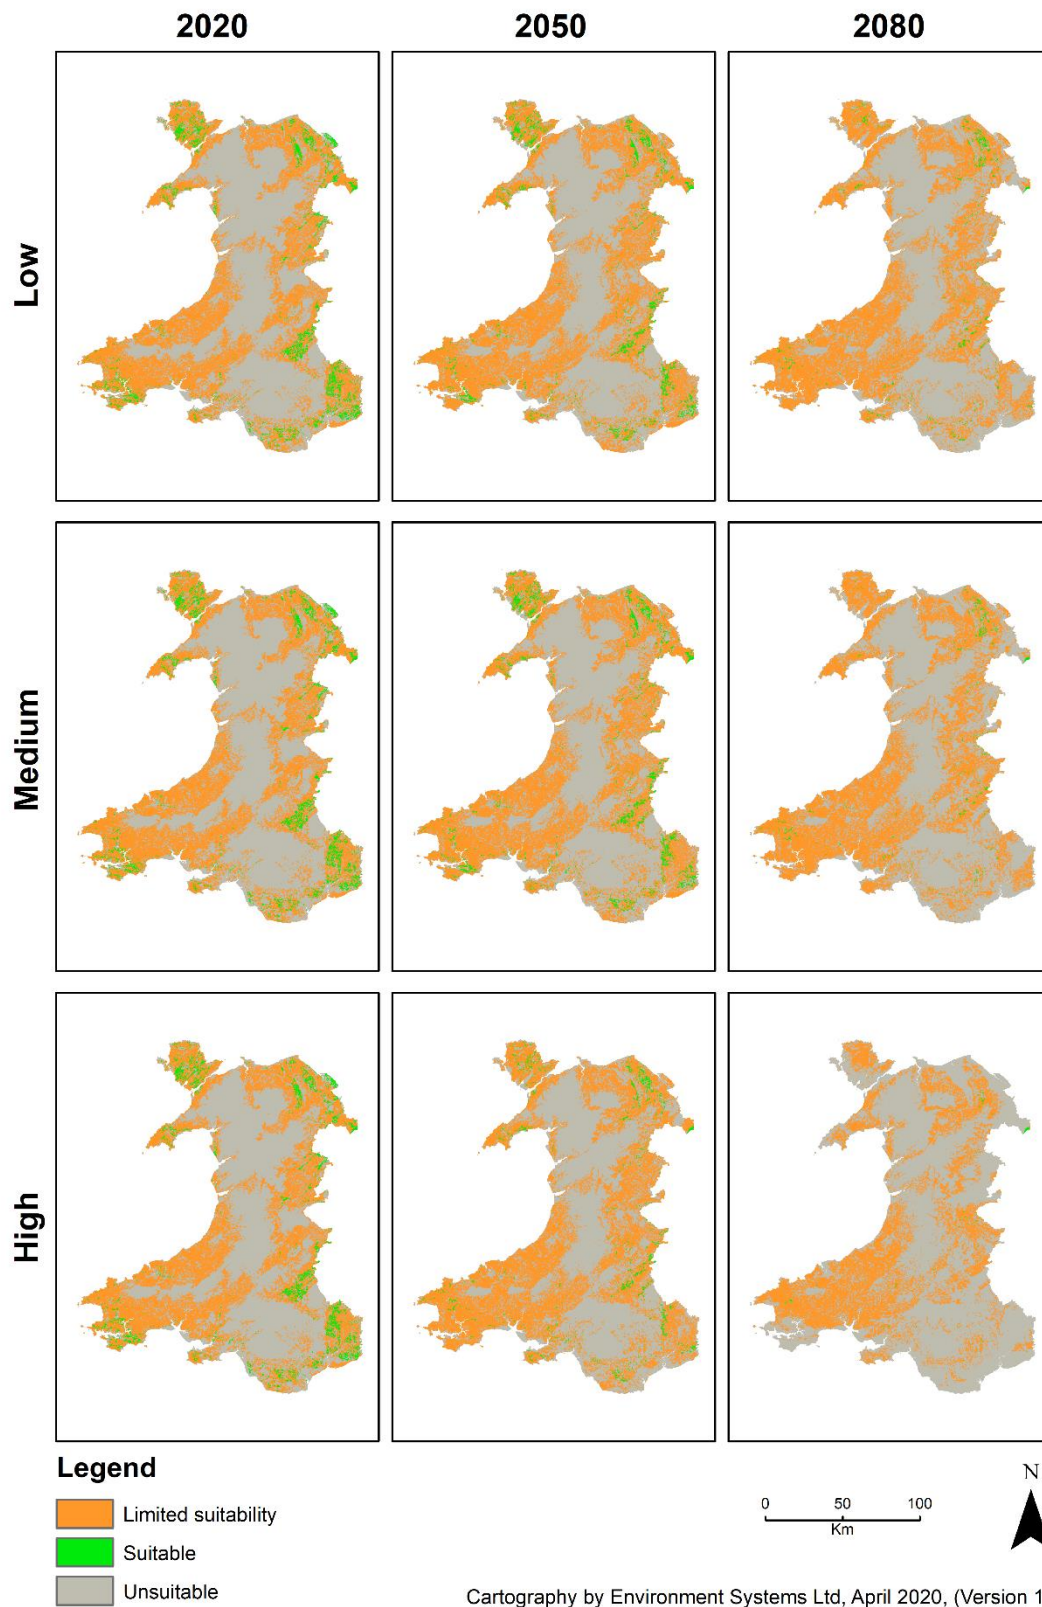 2020 2050 2080
Low
Medium
High
Legend
Limited suitability
Suitable
Unsuitable
N
0 50 100
Km
Cartography by Environment Systems Ltd, April 2020, (Version 1